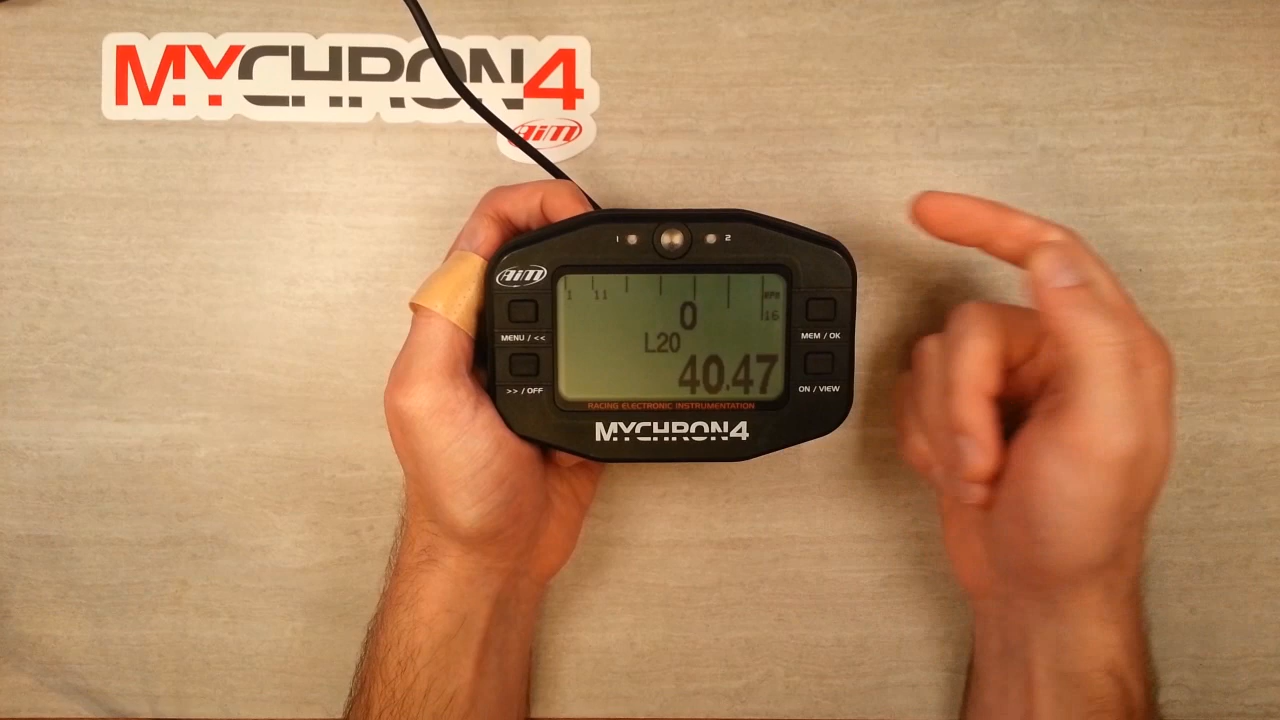 MYCHRON4
AiM
1 2
AiM
1 11 RPM
16
0
MENU / << MEM / OK
L20
40.47
>> / OFF ON / VIEW
RACING ELECTRONIC INSTRUMENTATION
MYCHRON4